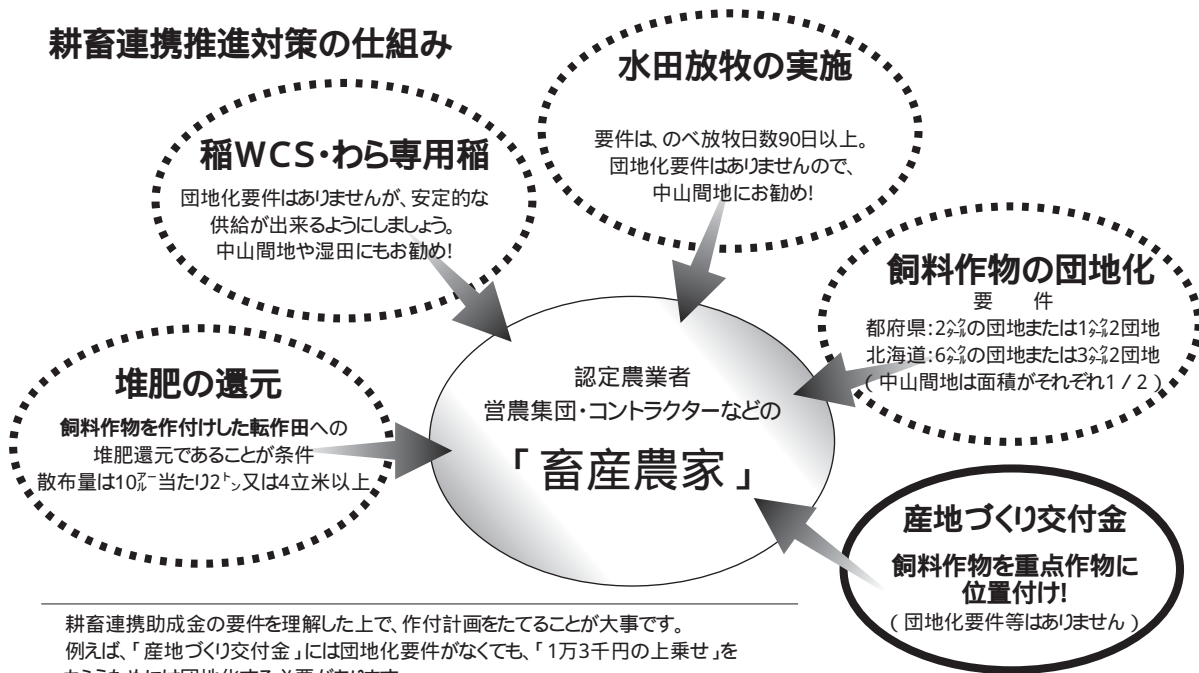 耕畜連携推進対策の仕組み
水田放牧の実施
要件は、のべ放牧日数90日以上。
団地化要件はありませんので、
中山間地にお勧め!
稲WCS・わら専用稲
団地化要件はありませんが、安定的な
供給が出来るようにしましょう。
中山間地や湿田にもお勧め!
飼料作物の団地化
要 件
都府県:2㌶の団地または1㌶2団地
北海道:6㌶の団地または3㌶2団地
(中山間地は面積がそれぞれ1/2)
堆肥の還元
飼料作物を作付けした転作田への
堆肥還元であることが条件
散布量は10㌃当たり2㌧又は4立米以上
認定農業者
営農集団・コントラクターなどの
「畜産農家」
産地づくり交付金
飼料作物を重点作物に
位置付け!
(団地化要件等はありません)
耕畜連携助成金の要件を理解した上で、作付計画をたてることが大事です。
例えば、「産地づくり交付金」には団地化要件がなくても、「1万3千円の上乗せ」を